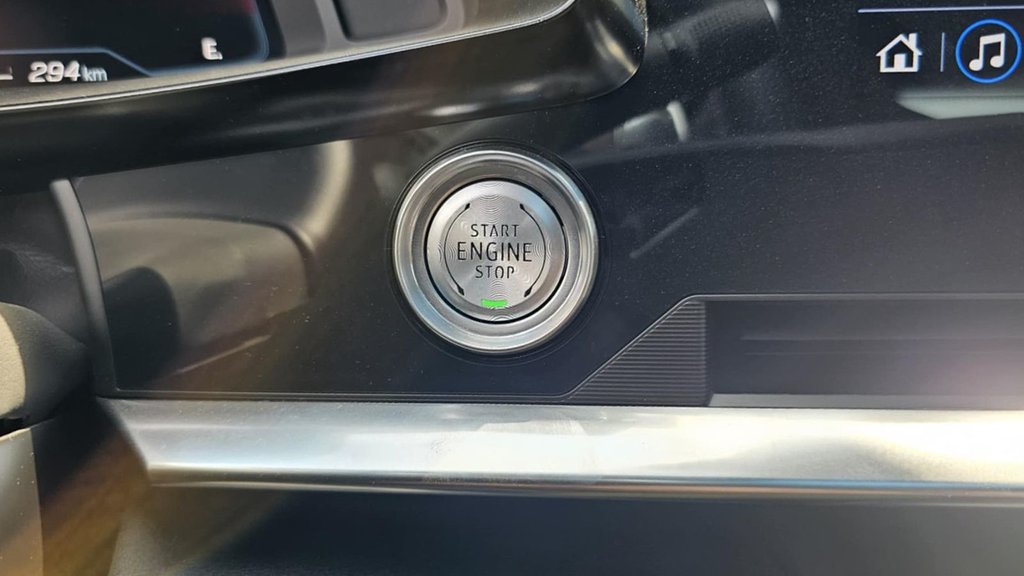 E
294 km
START
ENGINE
STOP